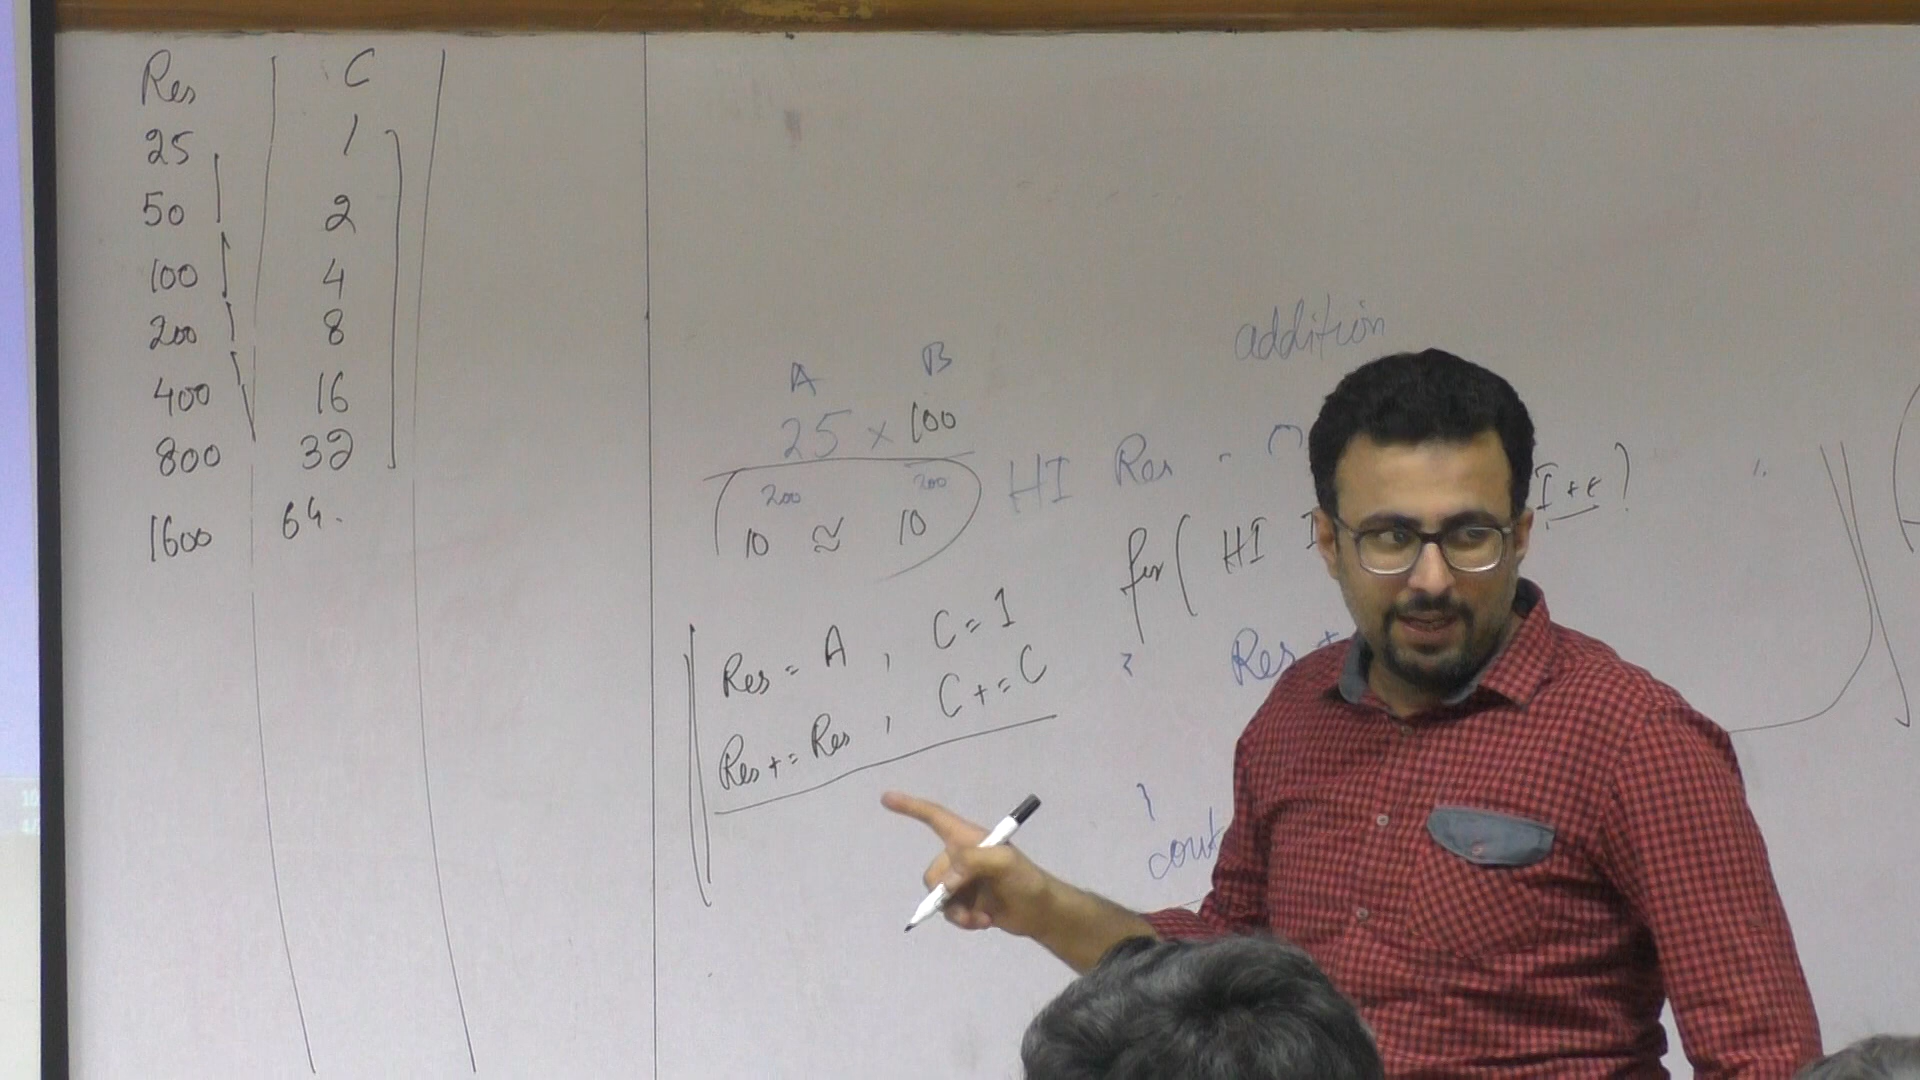 Res C
25 1
50 2
100 4
200 8
400 16
800 32
1600 64.
addition
A B
25 × 100
200 200
10 ≅ 10
HI Res
for( HI I I++)
Res = A , C = 1
Res += Res , C += C
{ Res +
}
cout